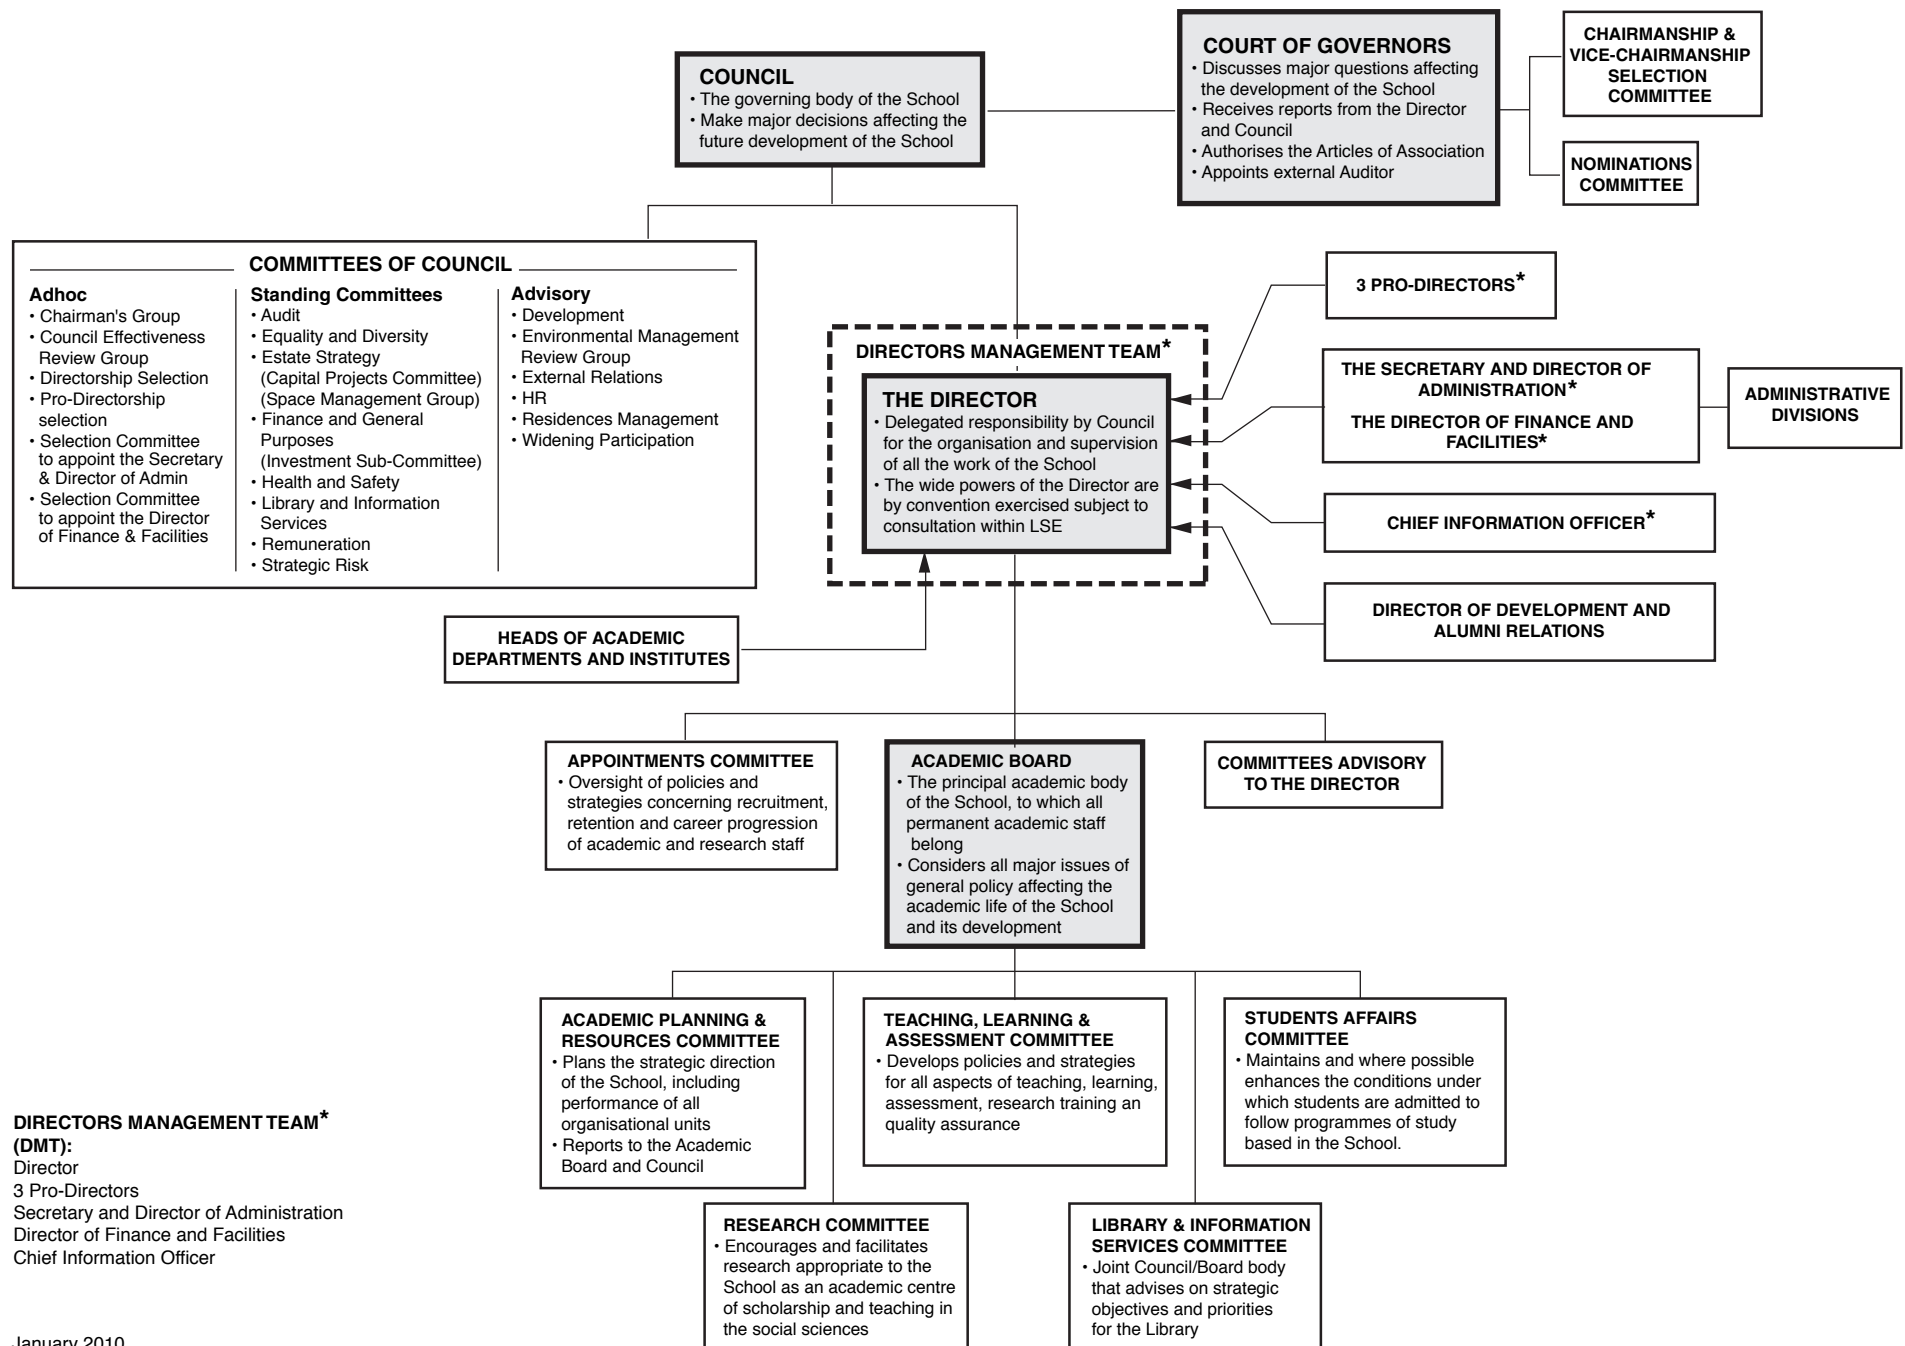 COUNCIL
• The governing body of the School
• Make major decisions affecting the
future development of the School
COURT OF GOVERNORS
• Discusses major questions affecting
the development of the School
• Receives reports from the Director
and Council
• Authorises the Articles of Association
• Appoints external Auditor
CHAIRMANSHIP &
VICE-CHAIRMANSHIP
SELECTION
COMMITTEE
NOMINATIONS
COMMITTEE
COMMITTEES OF COUNCIL
Adhoc
• Chairman's Group
• Council Effectiveness
Review Group
• Directorship Selection
• Pro-Directorship
selection
• Selection Committee
to appoint the Secretary
& Director of Admin
• Selection Committee
to appoint the Director
of Finance & Facilities
Standing Committees
• Audit
• Equality and Diversity
• Estate Strategy
(Capital Projects Committee)
(Space Management Group)
• Finance and General
Purposes
(Investment Sub-Committee)
• Health and Safety
• Library and Information
Services
• Remuneration
• Strategic Risk
Advisory
• Development
• Environmental Management
Review Group
• External Relations
• HR
• Residences Management
• Widening Participation
DIRECTORS MANAGEMENT TEAM*
THE DIRECTOR
• Delegated responsibility by Council
for the organisation and supervision
of all the work of the School
• The wide powers of the Director are
by convention exercised subject to
consultation within LSE
3 PRO-DIRECTORS*
THE SECRETARY AND DIRECTOR OF
ADMINISTRATION*
THE DIRECTOR OF FINANCE AND
FACILITIES*
ADMINISTRATIVE
DIVISIONS
CHIEF INFORMATION OFFICER*
DIRECTOR OF DEVELOPMENT AND
ALUMNI RELATIONS
HEADS OF ACADEMIC
DEPARTMENTS AND INSTITUTES
APPOINTMENTS COMMITTEE
• Oversight of policies and
strategies concerning recruitment,
retention and career progression
of academic and research staff
ACADEMIC BOARD
• The principal academic body
of the School, to which all
permanent academic staff
belong
• Considers all major issues of
general policy affecting the
academic life of the School
and its development
COMMITTEES ADVISORY
TO THE DIRECTOR
ACADEMIC PLANNING &
RESOURCES COMMITTEE
• Plans the strategic direction
of the School, including
performance of all
organisational units
• Reports to the Academic
Board and Council
TEACHING, LEARNING &
ASSESSMENT COMMITTEE
• Develops policies and strategies
for all aspects of teaching, learning,
assessment, research training an
quality assurance
STUDENTS AFFAIRS
COMMITTEE
• Maintains and where possible
enhances the conditions under
which students are admitted to
follow programmes of study
based in the School.
RESEARCH COMMITTEE
• Encourages and facilitates
research appropriate to the
School as an academic centre
of scholarship and teaching in
the social sciences
LIBRARY & INFORMATION
SERVICES COMMITTEE
• Joint Council/Board body
that advises on strategic
objectives and priorities
for the Library
DIRECTORS MANAGEMENT TEAM*
(DMT):
Director
3 Pro-Directors
Secretary and Director of Administration
Director of Finance and Facilities
Chief Information Officer
January 2010